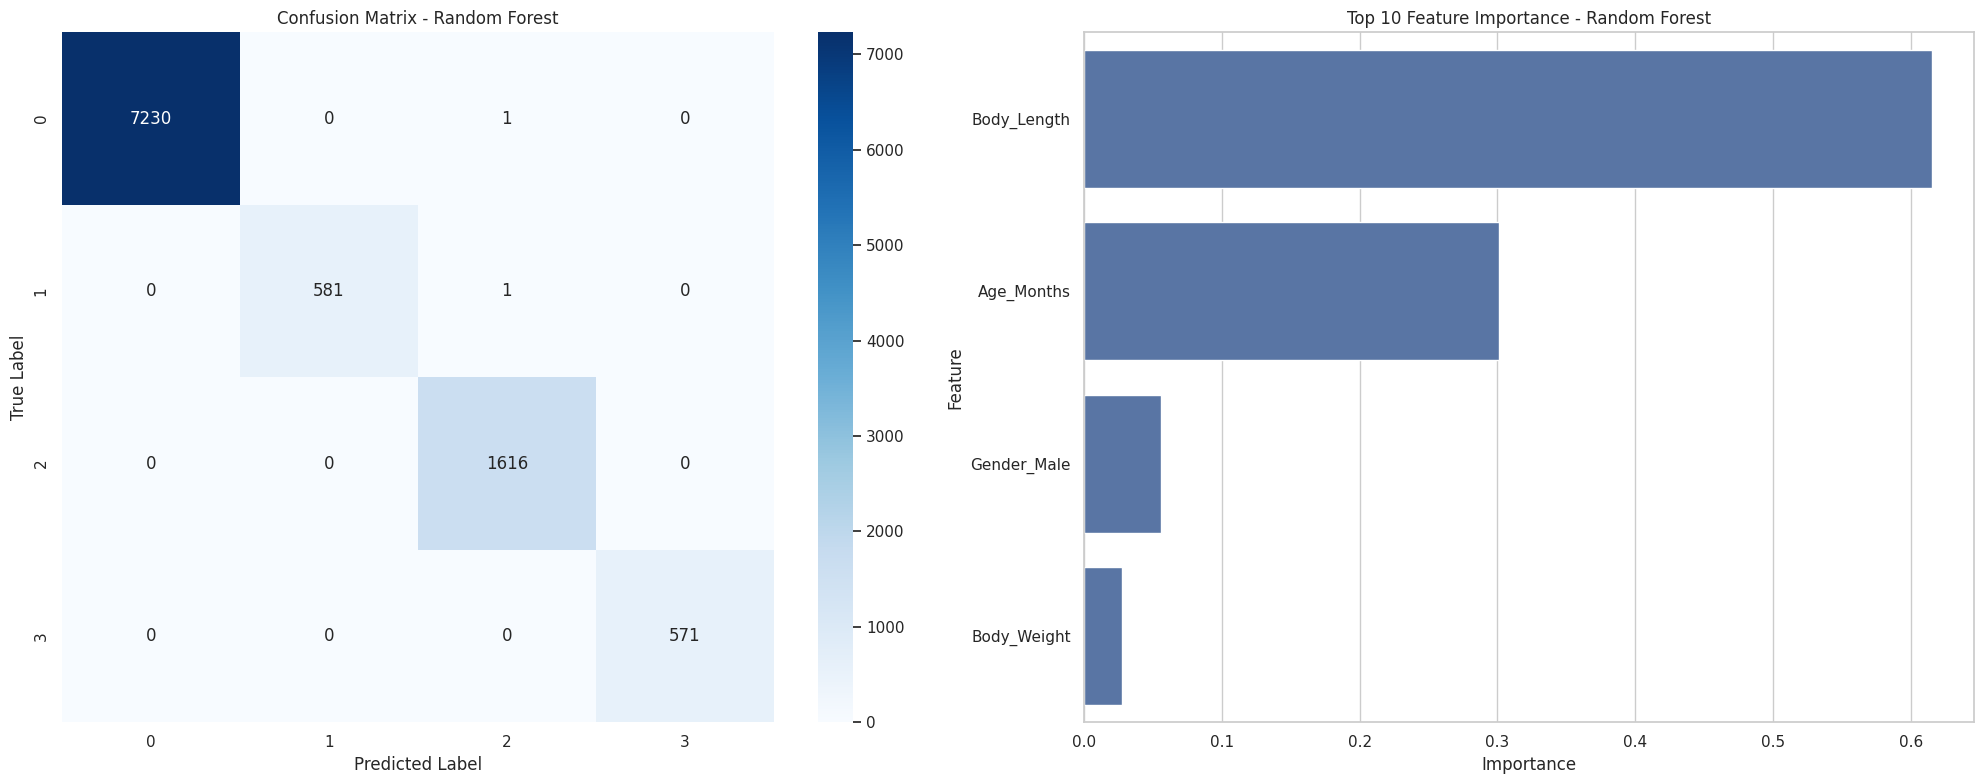 Confusion Matrix - Random Forest
7230 0 1 0
0 581 1 0
0 0 1616 0
0 0 0 571
0
1
2
3
True Label
0 1 2 3
Predicted Label
7000
6000
5000
4000
3000
2000
1000
0
Top 10 Feature Importance - Random Forest
Body_Length
Age_Months
Gender_Male
Body_Weight
Feature
0.0 0.1 0.2 0.3 0.4 0.5 0.6
Importance